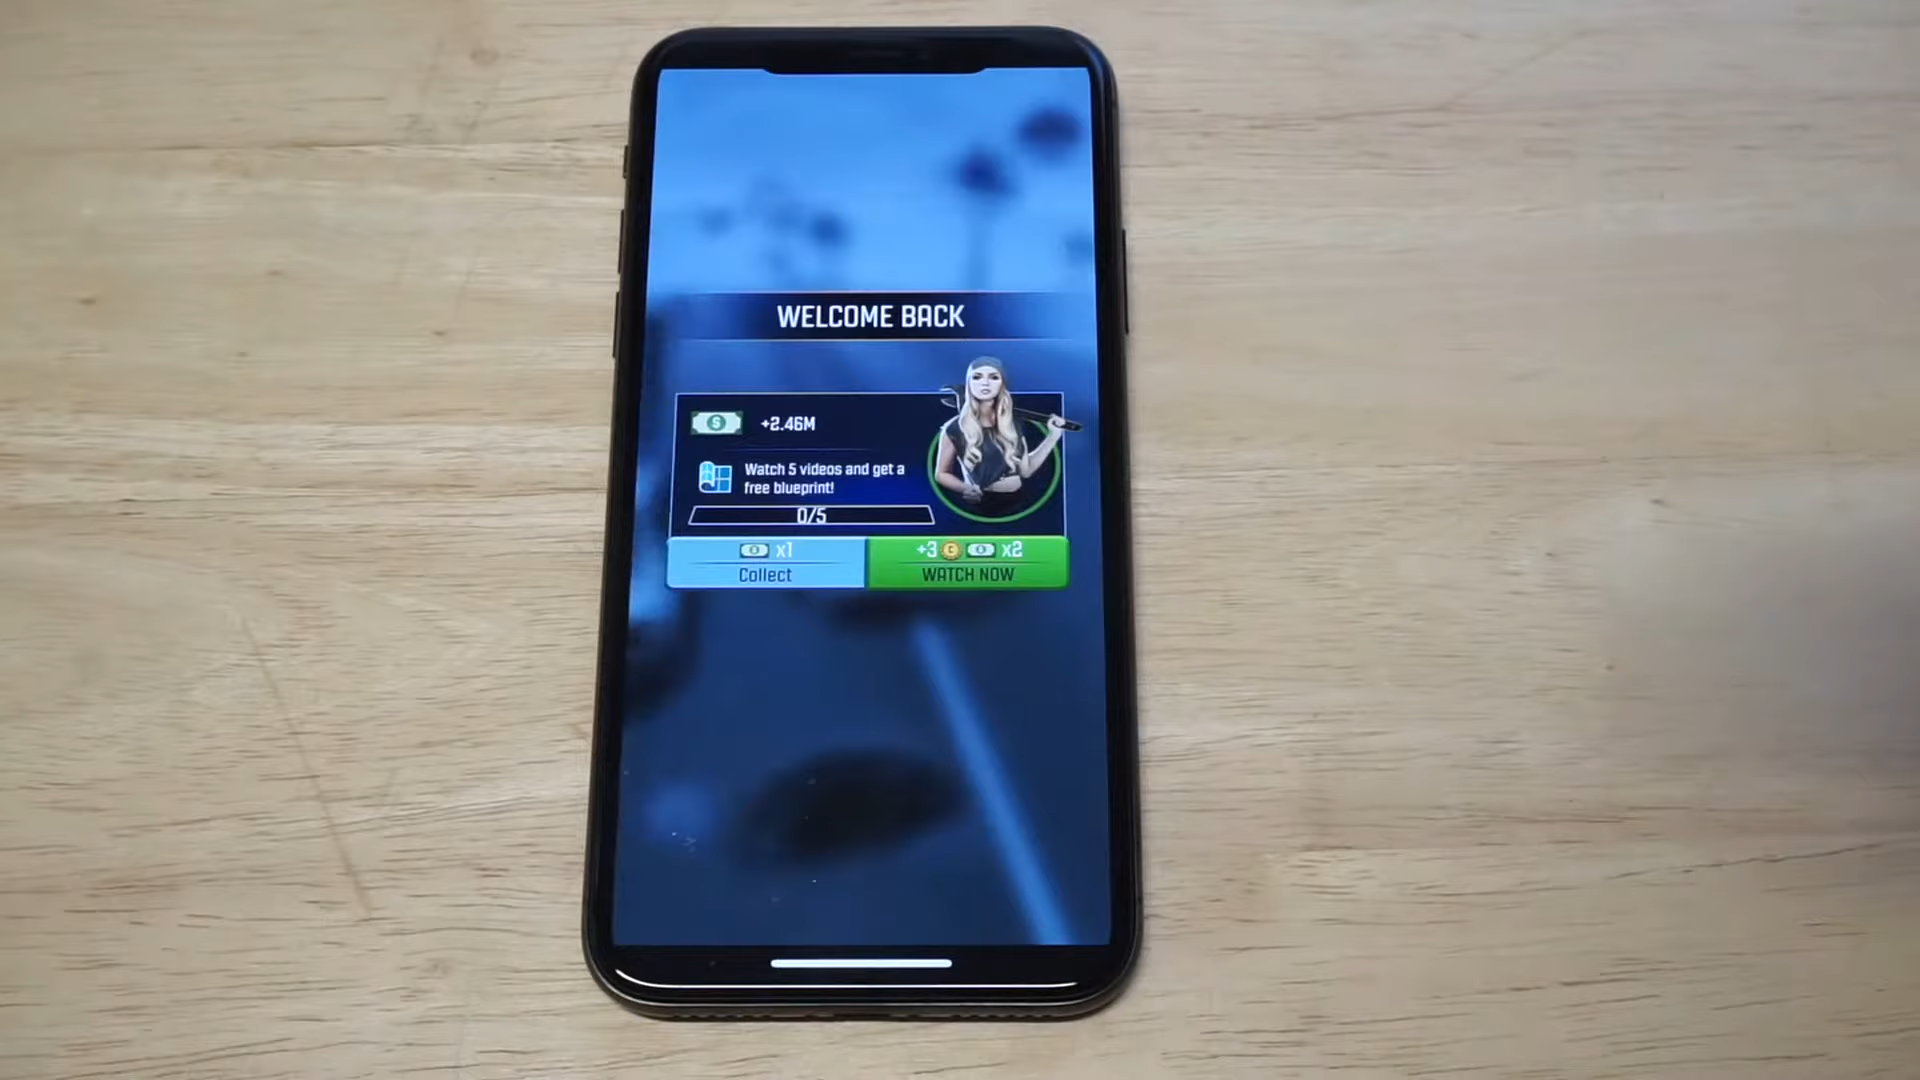 WELCOME BACK
+2.46M
Watch 5 videos and get a
free blueprint!
0/5
x1
Collect
+3 C x2
WATCH NOW